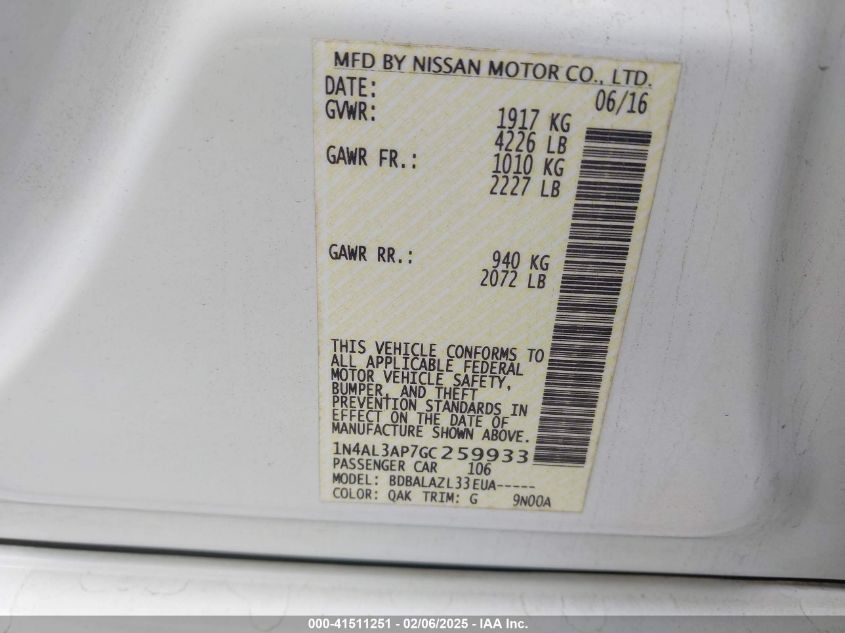 MFD BY NISSAN MOTOR CO., LTD.
DATE: 06/16
GVWR: 1917 KG
4226 LB
GAWR FR.: 1010 KG
2227 LB
GAWR RR.: 940 KG
2072 LB
THIS VEHICLE CONFORMS TO
ALL APPLICABLE FEDERAL
MOTOR VEHICLE SAFETY,
BUMPER, AND THEFT
PREVENTION STANDARDS IN
EFFECT ON THE DATE OF
MANUFACTURE SHOWN ABOVE.
1N4AL3AP7GC259933
PASSENGER CAR 106
MODEL: BDBALAZL33EUA-----
COLOR: QAK TRIM: G 9N00A
000-41511251 - 02/06/2025 - IAA Inc.